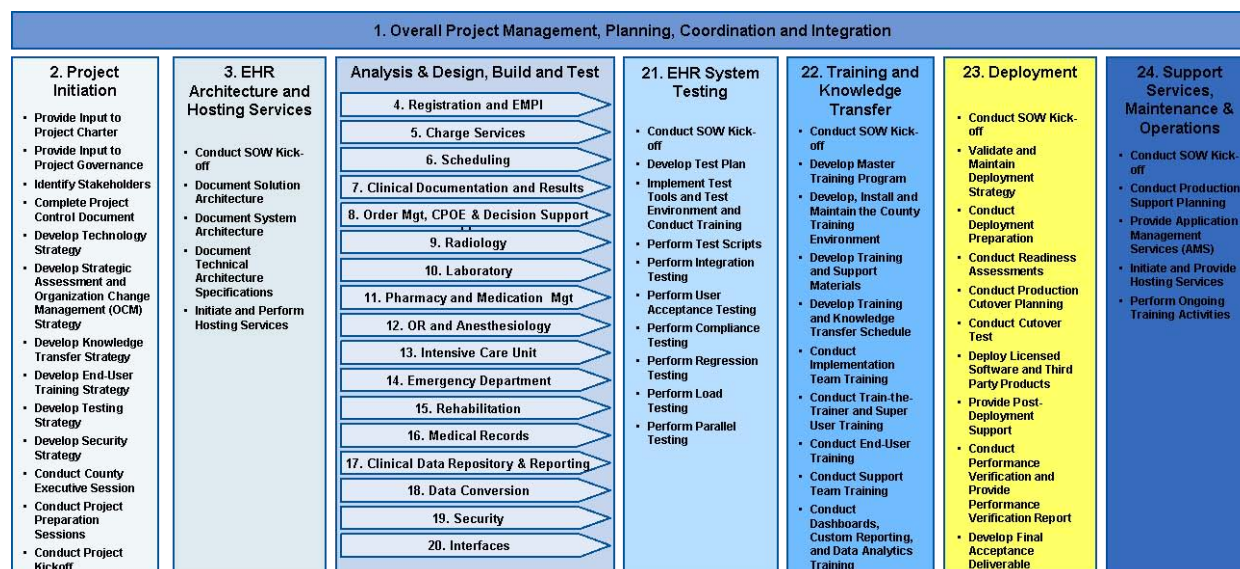 1. Overall Project Management, Planning, Coordination and Integration
2. Project
Initiation
• Provide Input to
Project Charter
• Provide Input to
Project Governance
• Identify Stakeholders
• Complete Project
Control Document
• Develop Technology
Strategy
• Develop Strategic
Assessment and
Organization Change
Management (OCM)
Strategy
• Develop Knowledge
Transfer Strategy
• Develop End-User
Training Strategy
• Develop Testing
Strategy
• Develop Security
Strategy
• Conduct County
Executive Session
• Conduct Project
Preparation
Sessions
• Conduct Project
Kickoff
3. EHR
Architecture and
Hosting Services
• Conduct SOW Kick-
off
• Document Solution
Architecture
• Document System
Architecture
• Document
Technical
Architecture
Specifications
• Initiate and Perform
Hosting Services
Analysis & Design, Build and Test
4. Registration and EMPI
5. Charge Services
6. Scheduling
7. Clinical Documentation and Results
8. Order Mgt, CPOE & Decision Support
9. Radiology
10. Laboratory
11. Pharmacy and Medication Mgt
12. OR and Anesthesiology
13. Intensive Care Unit
14. Emergency Department
15. Rehabilitation
16. Medical Records
17. Clinical Data Repository & Reporting
18. Data Conversion
19. Security
20. Interfaces
21. EHR System
Testing
• Conduct SOW Kick-
off
• Develop Test Plan
• Implement Test
Tools and Test
Environment and
Conduct Training
• Perform Test Scripts
• Perform Integration
Testing
• Perform User
Acceptance Testing
• Perform Compliance
Testing
• Perform Regression
Testing
• Perform Load
Testing
• Perform Parallel
Testing
22. Training and
Knowledge
Transfer
• Conduct SOW Kick-
off
• Develop Master
Training Program
• Develop, Install and
Maintain the County
Training
Environment
• Develop Training
and Support
Materials
• Develop Training
and Knowledge
Transfer Schedule
• Conduct
Implementation
Team Training
• Conduct Train-the-
Trainer and Super
User Training
• Conduct End-User
Training
• Conduct Support
Team Training
• Conduct
Dashboards,
Custom Reporting,
and Data Analytics
Training
23. Deployment
• Conduct SOW Kick-
off
• Validate and
Maintain
Deployment
Strategy
• Conduct
Deployment
Preparation
• Conduct Readiness
Assessments
• Conduct Production
Cutover Planning
• Conduct Cutover
Test
• Deploy Licensed
Software and Third
Party Products
• Provide Post-
Deployment
Support
• Conduct
Performance
Verification and
Provide
Performance
Verification Report
• Develop Final
Acceptance
Deliverable
24. Support
Services,
Maintenance &
Operations
• Conduct SOW Kick-
off
• Conduct Production
Support Planning
• Provide Application
Management
Services (AMS)
• Initiate and Provide
Hosting Services
• Perform Ongoing
Training Activities